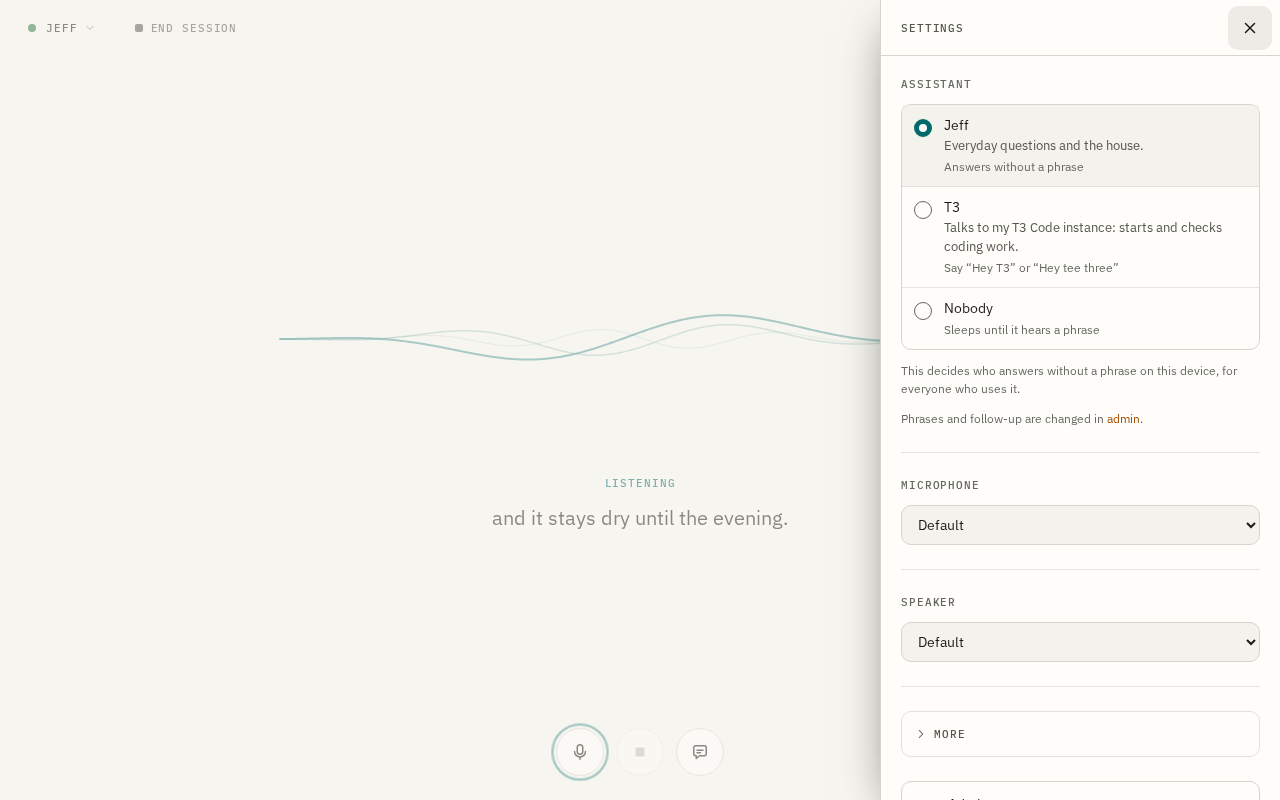 JEFF
END SESSION
LISTENING
and it stays dry until the evening.
SETTINGS
ASSISTANT
Jeff
Everyday questions and the house.
Answers without a phrase
T3
Talks to my T3 Code instance: starts and checks
coding work.
Say “Hey T3” or “Hey tee three”
Nobody
Sleeps until it hears a phrase
This decides who answers without a phrase on this device, for
everyone who uses it.
Phrases and follow-up are changed in admin.
MICROPHONE
Default
SPEAKER
Default
MORE